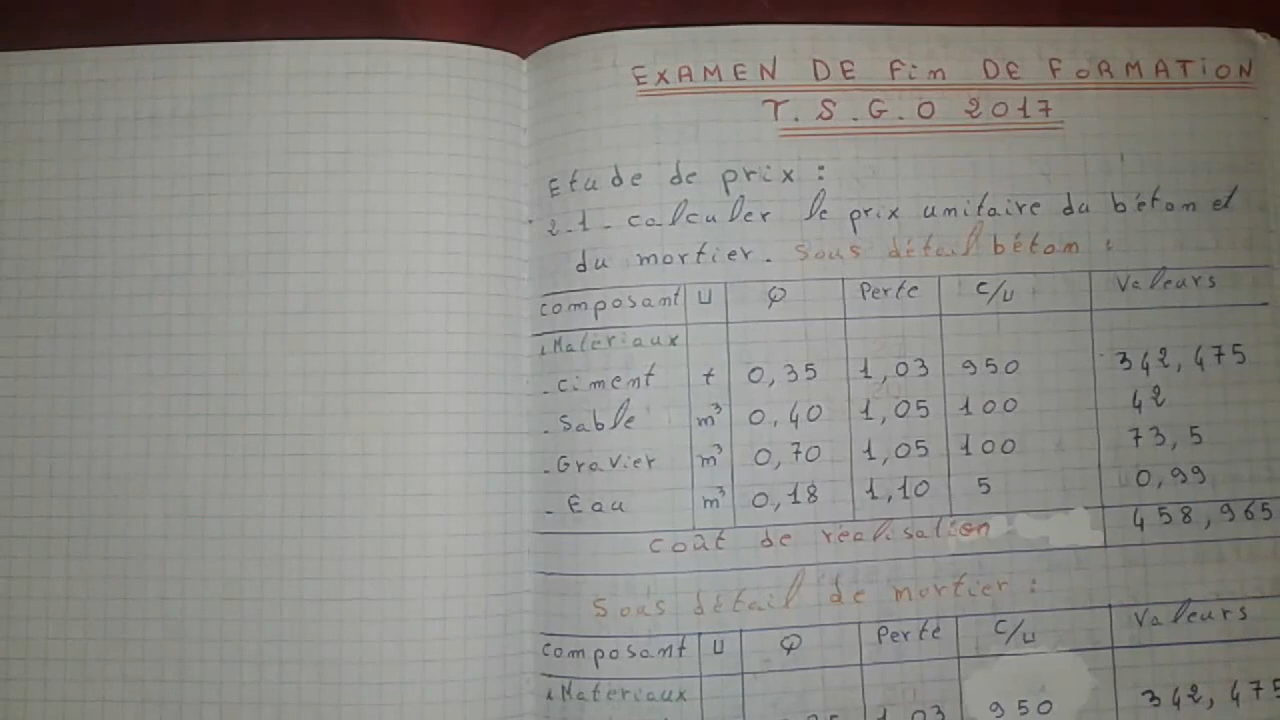 EXAMEN DE Fin DE FORMATION
T.S.G.O 2017
Etude de prix :
2.1- calculer le prix unitaire du béton et
du mortier. Sous détail béton :
composant U Q Perte C/U Valeurs
1Matériaux
-ciment t 0,35 1,03 950 342,475
-Sable m³ 0,40 1,05 100 42
-Gravier m³ 0,70 1,05 100 73,5
-Eau m³ 0,18 1,10 5 0,99
coût de réalisation 458,965
Sous détail de mortier :
composant U Q Perte C/U Valeurs
1Matériaux
1,03 950 342,475